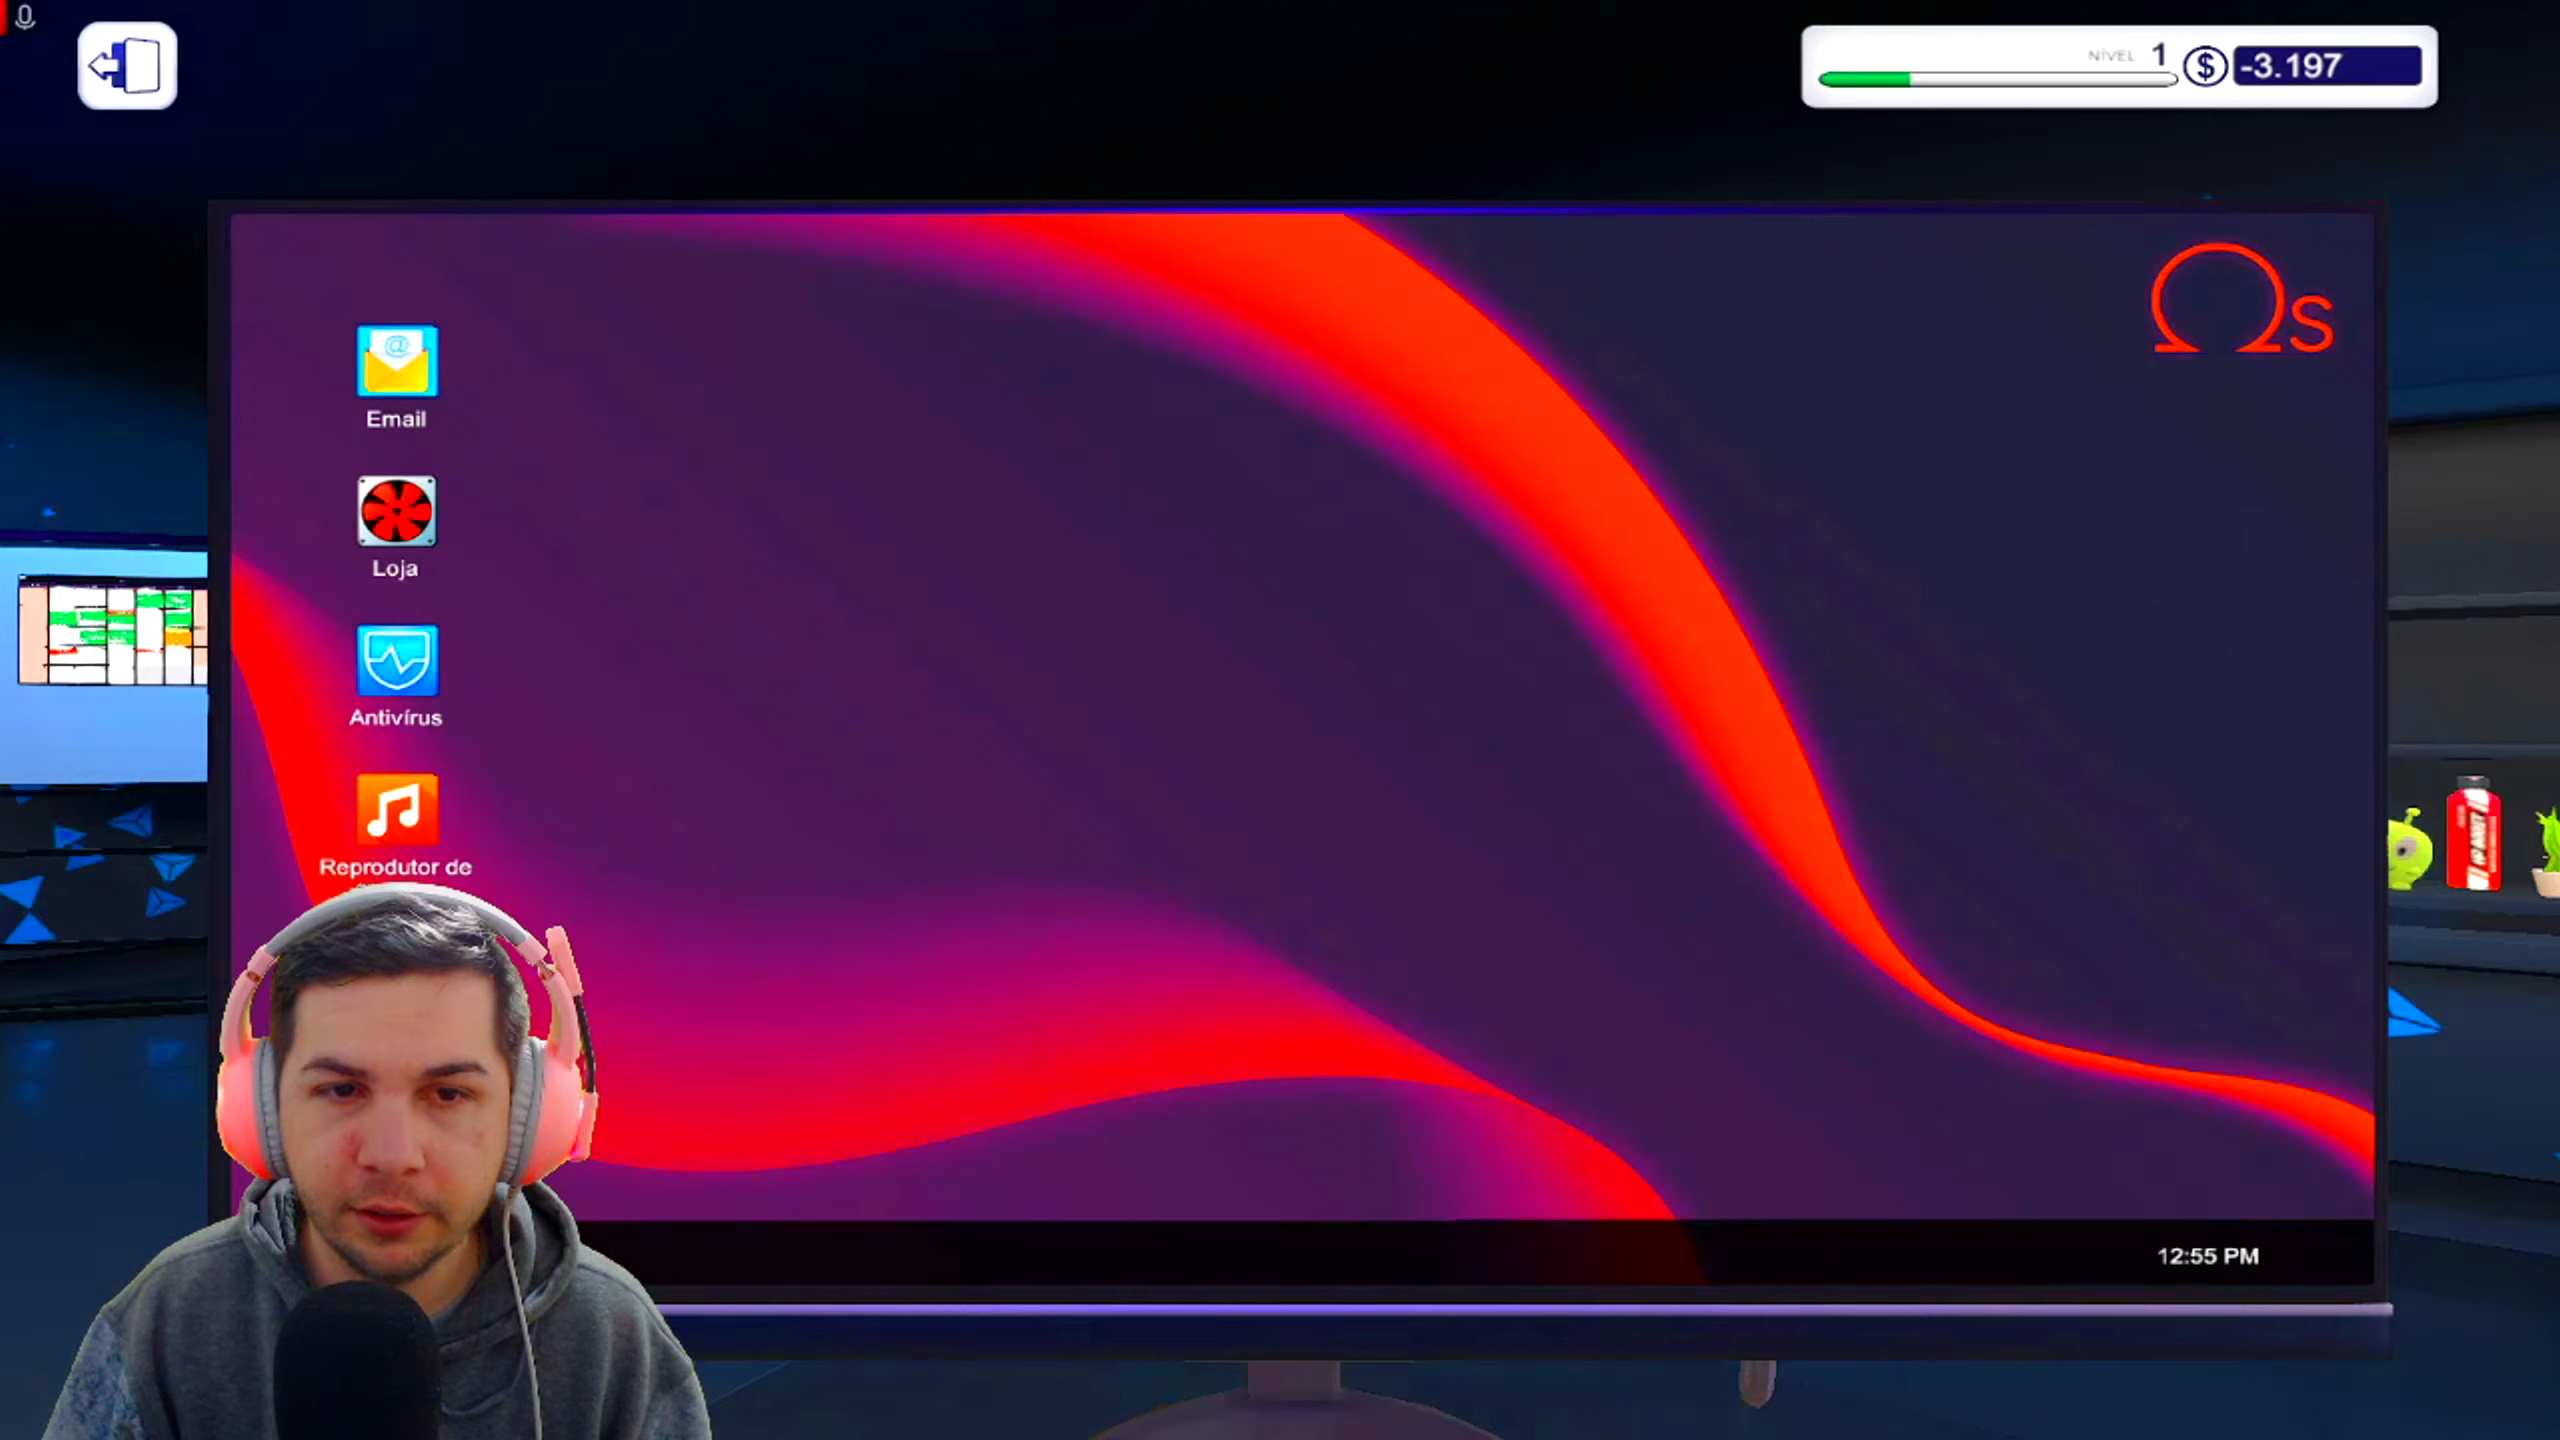 NÍVEL 1
-3.197
Ωs
Email
Loja
Antivírus
Reprodutor de
12:55 PM